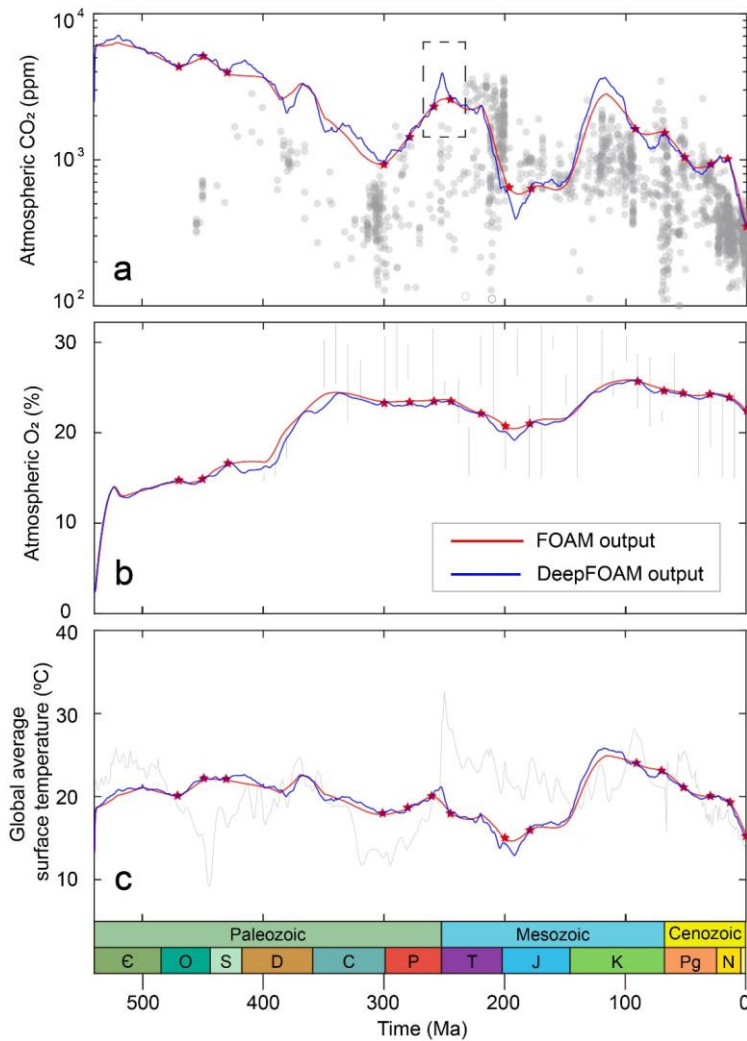 10⁴
10³
10²
Atmospheric CO₂ (ppm)
a
30
20
10
0
Atmospheric O₂ (%)
b
FOAM output
DeepFOAM output
40
30
20
10
Global average
surface temperature (ºC)
c
Paleozoic Mesozoic Cenozoic
Є O S D C P T J K Pg N
500 400 300 200 100 0
Time (Ma)